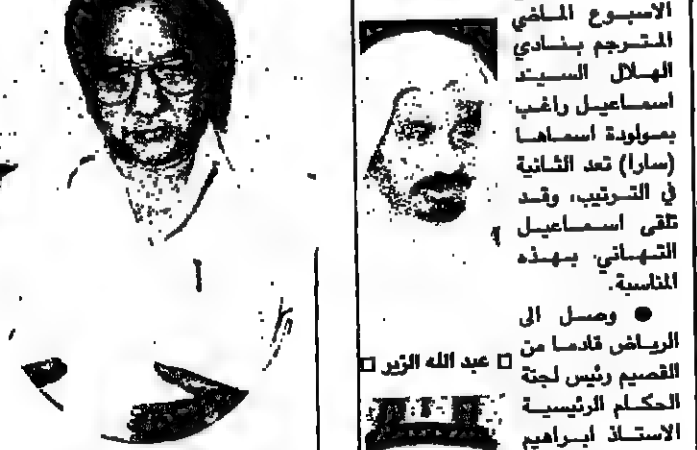 الاسبوع الماضي
المترجم بنادي
الهلال السيد
اسماعيل راغب
بمولودة اسماها
(سارا) تعد الثانية
في الترتيب، وقد
تلقى اسماعيل
التهاني بهذه
المناسبة.
● وصل الى
الرياض قادما من
القصيم رئيس لجنة
الحكام الرئيسية
الاستاذ ابراهيم
□ عبد الله الزير □